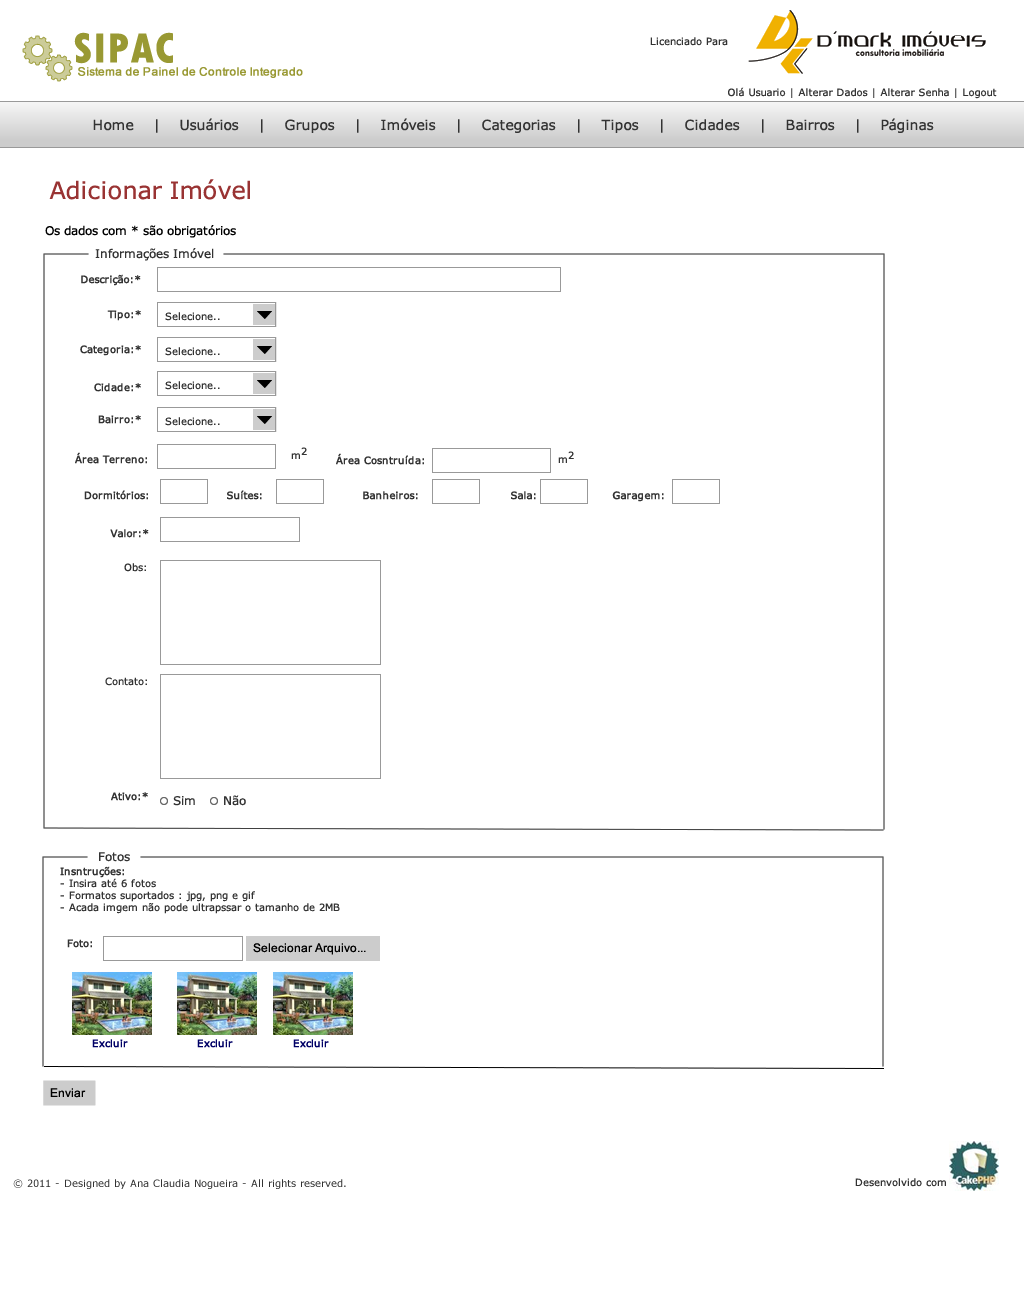 SIPAC
Sistema de Painel de Controle Integrado
Licenciado Para
D'mark imóveis
consultoria imobiliária
Olá Usuario | Alterar Dados | Alterar Senha | Logout
Home | Usuários | Grupos | Imóveis | Categorias | Tipos | Cidades | Bairros | Páginas
Adicionar Imóvel
Os dados com * são obrigatórios
Informações Imóvel
Descrição:*
Tipo:* Selecione..
Categoria:* Selecione..
Cidade:* Selecione..
Bairro:* Selecione..
Área Terreno: m2 Área Cosntruída: m2
Dormitórios: Suítes: Banheiros: Sala: Garagem:
Valor:*
Obs:
Contato:
Ativo:* Sim Não
Fotos
Insntruções:
- Insira até 6 fotos
- Formatos suportados : jpg, png e gif
- Acada imgem não pode ultrapssar o tamanho de 2MB
Foto: Selecionar Arquivo...
Excluir Excluir Excluir
Enviar
© 2011 - Designed by Ana Claudia Nogueira - All rights reserved.
Desenvolvido com CakePHP